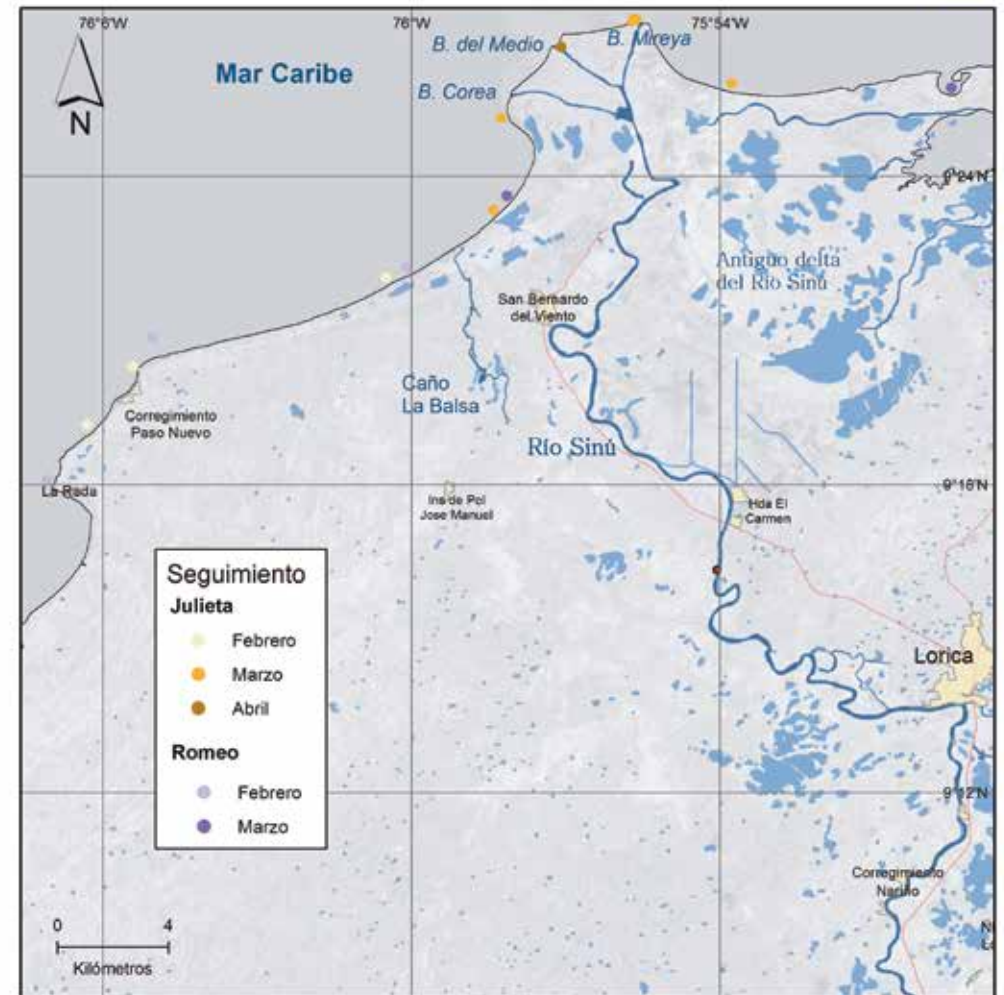 76°6'W
76°W
75°54'W
B. del Medio
B. Mireya
Mar Caribe
B. Corea
N
9°24'N
Antiguo delta
del Río Sinú
San Bernardo
del Viento
Caño
La Balsa
Corregimiento
Paso Nuevo
Río Sinú
La Rada
9°18'N
Ins de Pol
Jose Manuel
Hda El
Carmen
Seguimiento
Julieta
Febrero
Marzo
Abril
Romeo
Febrero
Marzo
Lorica
9°12'N
Corregimiento
Nariño
0 4
Kilómetros